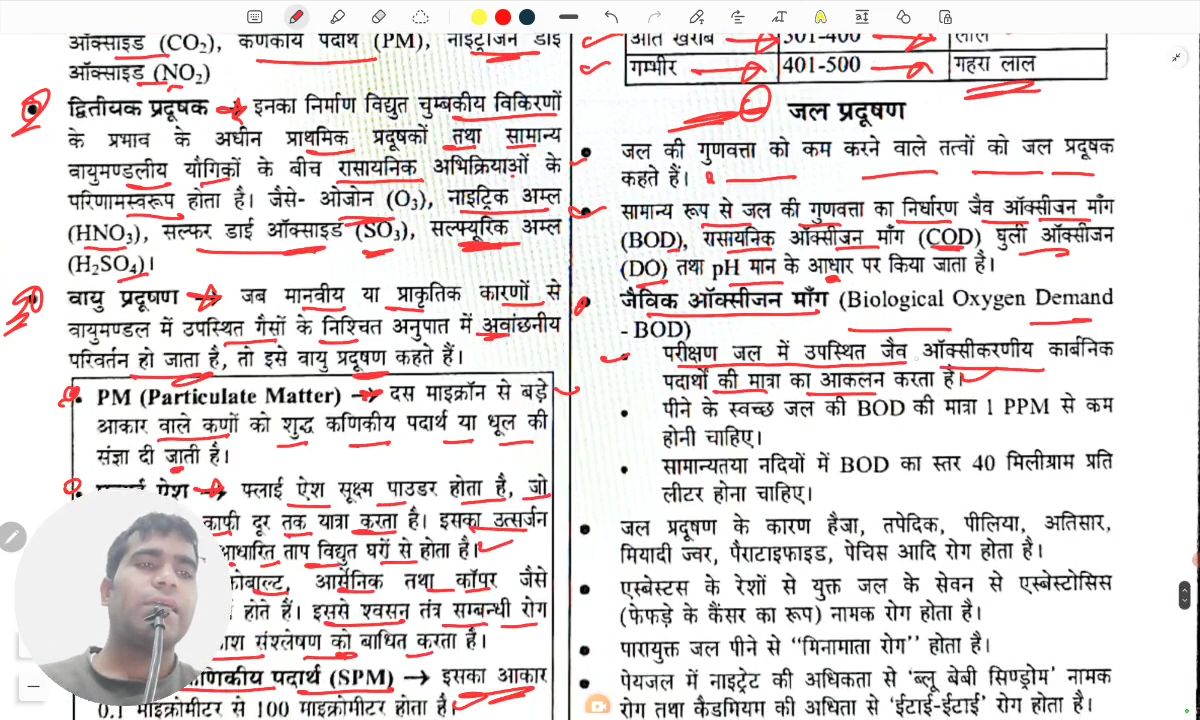 ऑक्साइड (CO₂), कणकीय पदार्थ (PM), नाइट्रोजन डाई
ऑक्साइड (NO₂)
द्वितीयक प्रदूषक → इनका निर्माण विद्युत चुम्बकीय विकिरणों
के प्रभाव के अधीन प्राथमिक प्रदूषकों तथा सामान्य
वायुमण्डलीय यौगिकों के बीच रासायनिक अभिक्रियाओं के
परिणामस्वरूप होता है। जैसे- ओजोन (O₃), नाइट्रिक अम्ल
(HNO₃), सल्फर डाई ऑक्साइड (SO₃), सल्फ्यूरिक अम्ल
(H₂SO₄)।
वायु प्रदूषण → जब मानवीय या प्राकृतिक कारणों से
वायुमण्डल में उपस्थित गैसों के निश्चित अनुपात में अवांछनीय
परिवर्तन हो जाता है, तो इसे वायु प्रदूषण कहते हैं।
PM (Particulate Matter) → दस माइक्रॉन से बड़े
आकार वाले कणों को शुद्ध कणिकीय पदार्थ या धूल की
संज्ञा दी जाती है।
ऐश → फ्लाई ऐश सूक्ष्म पाउडर होता है, जो
काफी दूर तक यात्रा करता है। इसका उत्सर्जन
आधारित ताप विद्युत घरों से होता है।
कोबाल्ट, आर्सेनिक तथा कॉपर जैसे
होते हैं। इससे श्वसन तंत्र सम्बन्धी रोग
संश्लेषण को बाधित करता है।
पदार्थ (SPM) → इसका आकार
0.1 माइक्रोमीटर से 100 माइक्रोमीटर होता है।
अति खराब → 301-400 → लाल
गम्भीर → 401-500 → गहरा लाल
जल प्रदूषण
जल की गुणवत्ता को कम करने वाले तत्वों को जल प्रदूषक
कहते हैं।
सामान्य रूप से जल की गुणवत्ता का निर्धारण जैव ऑक्सीजन माँग
(BOD), रासायनिक ऑक्सीजन माँग (COD) घुली ऑक्सीजन
(DO) तथा pH मान के आधार पर किया जाता है।
जैविक ऑक्सीजन माँग (Biological Oxygen Demand
- BOD)
परीक्षण जल में उपस्थित जैव ऑक्सीकरणीय कार्बनिक
पदार्थों की मात्रा का आकलन करता है।
पीने के स्वच्छ जल की BOD की मात्रा 1 PPM से कम
होनी चाहिए।
सामान्यतया नदियों में BOD का स्तर 40 मिलीग्राम प्रति
लीटर होना चाहिए।
जल प्रदूषण के कारण हैजा, तपेदिक, पीलिया, अतिसार,
मियादी ज्वर, पैराटाइफाइड, पेचिस आदि रोग होता है।
एस्बेस्टस के रेशों से युक्त जल के सेवन से एस्बेस्टोसिस
(फेफड़े के कैंसर का रूप) नामक रोग होता है।
पारायुक्त जल पीने से “मिनामाता रोग” होता है।
पेयजल में नाइट्रेट की अधिकता से ‘ब्लू बेबी सिण्ड्रोम’ नामक
रोग तथा कैडमियम की अधिता से ‘ईटाई-ईटाई’ रोग होता है।